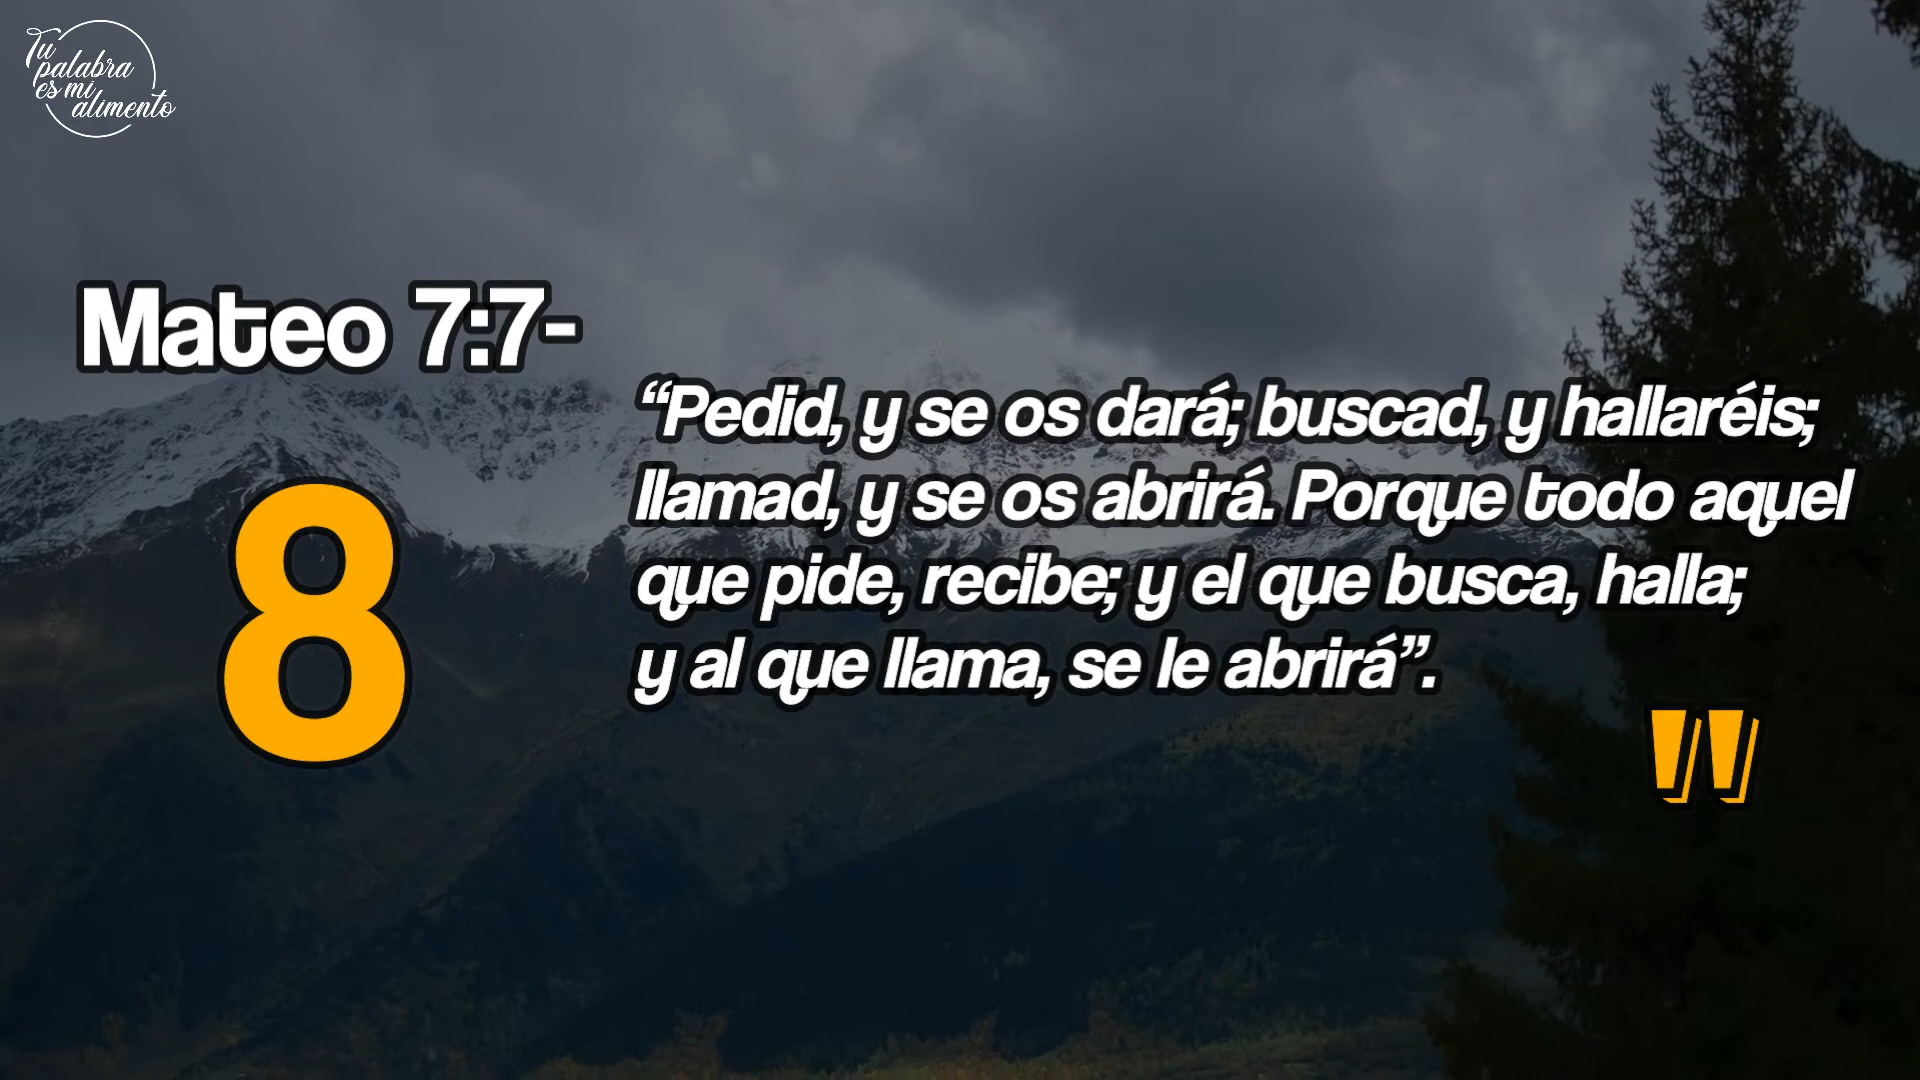 Tu
palabra
es mi
alimento
Mateo 7:7-
8
“Pedid, y se os dará; buscad, y hallaréis;
llamad, y se os abrirá. Porque todo aquel
que pide, recibe; y el que busca, halla;
y al que llama, se le abrirá”.
"